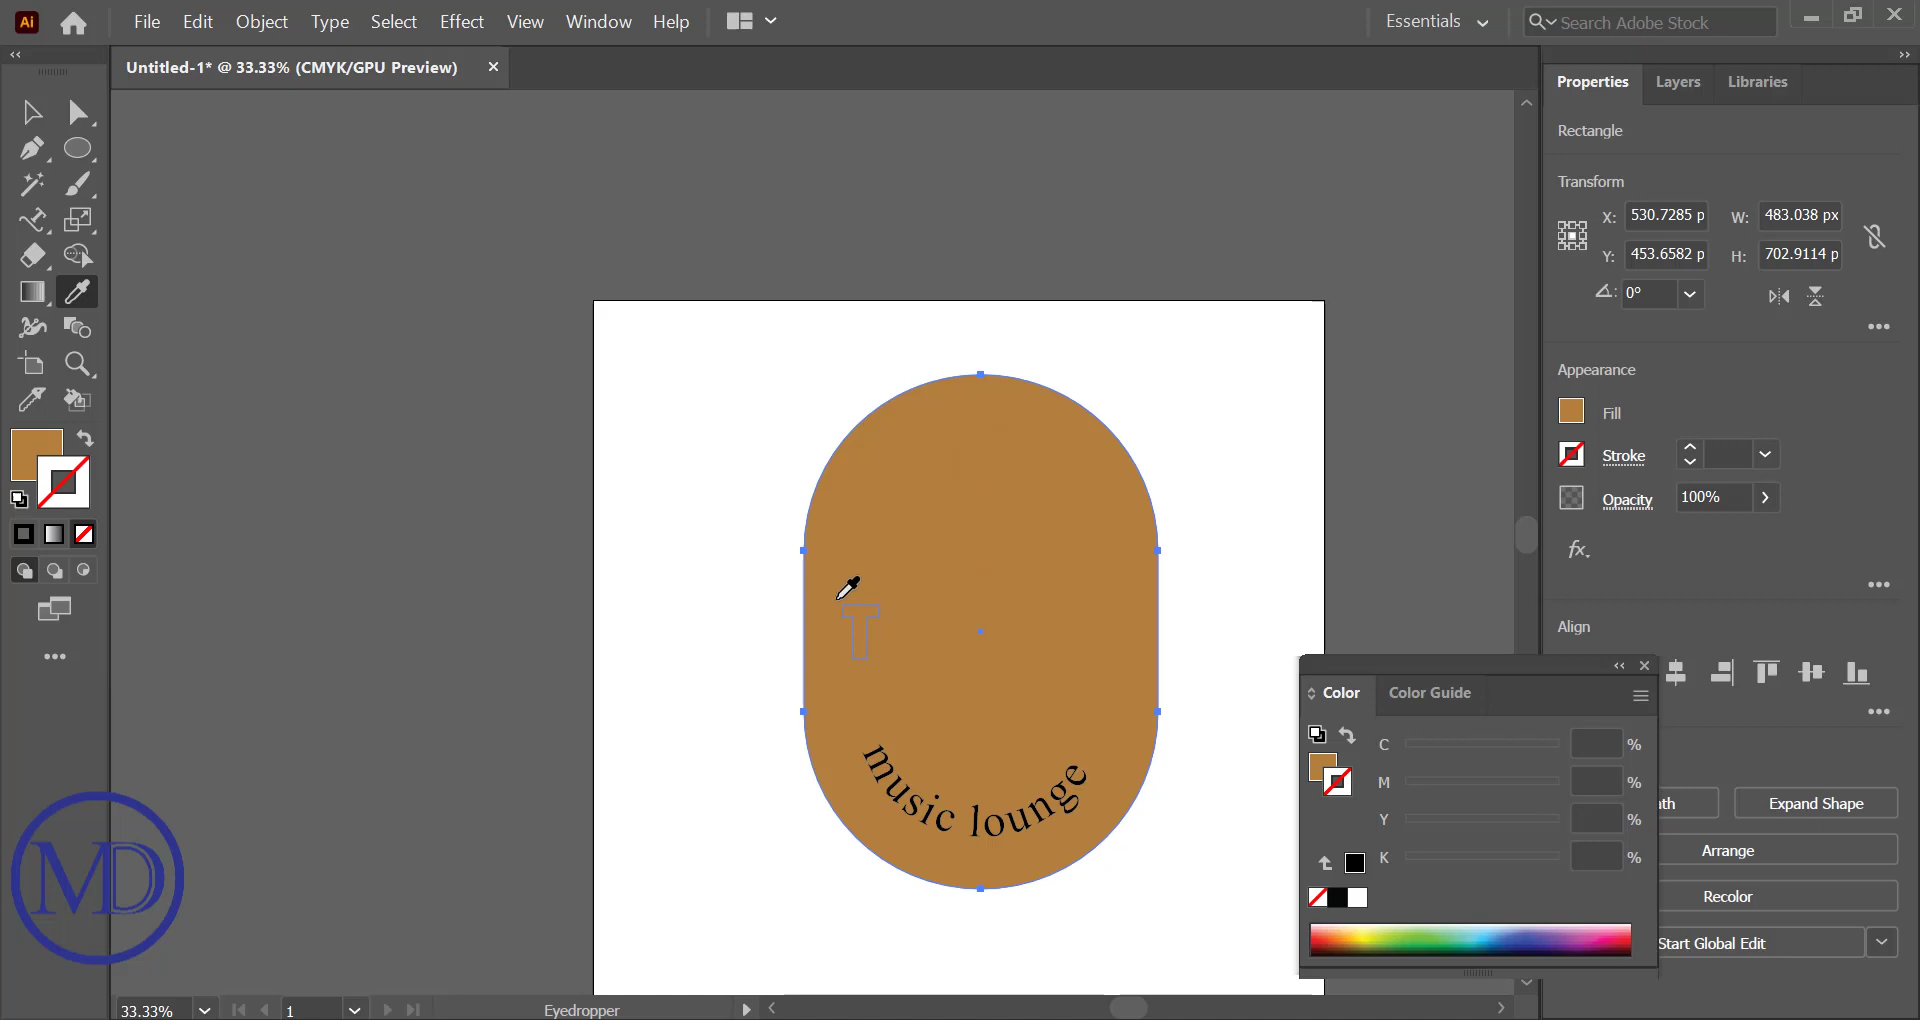 Ai File Edit Object Type Select Effect View Window Help Essentials Search Adobe Stock
Untitled-1* @ 33.33% (CMYK/GPU Preview)
Properties Layers Libraries
Rectangle
Transform
X: 530.7285 p W: 483.038 px
Y: 453.6582 p H: 702.9114 p
0°
Appearance
Fill
Stroke
Opacity 100%
fx.
Align
T
music lounge
Color Color Guide
C %
M %
Y %
K %
ath Expand Shape
Arrange
Recolor
Start Global Edit
MD
33.33% 1 Eyedropper